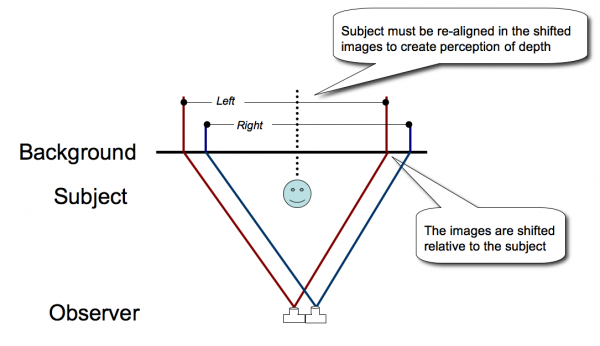 Subject must be re-aligned in the shifted
images to create perception of depth
Left
Right
Background
Subject
The images are shifted
relative to the subject
Observer